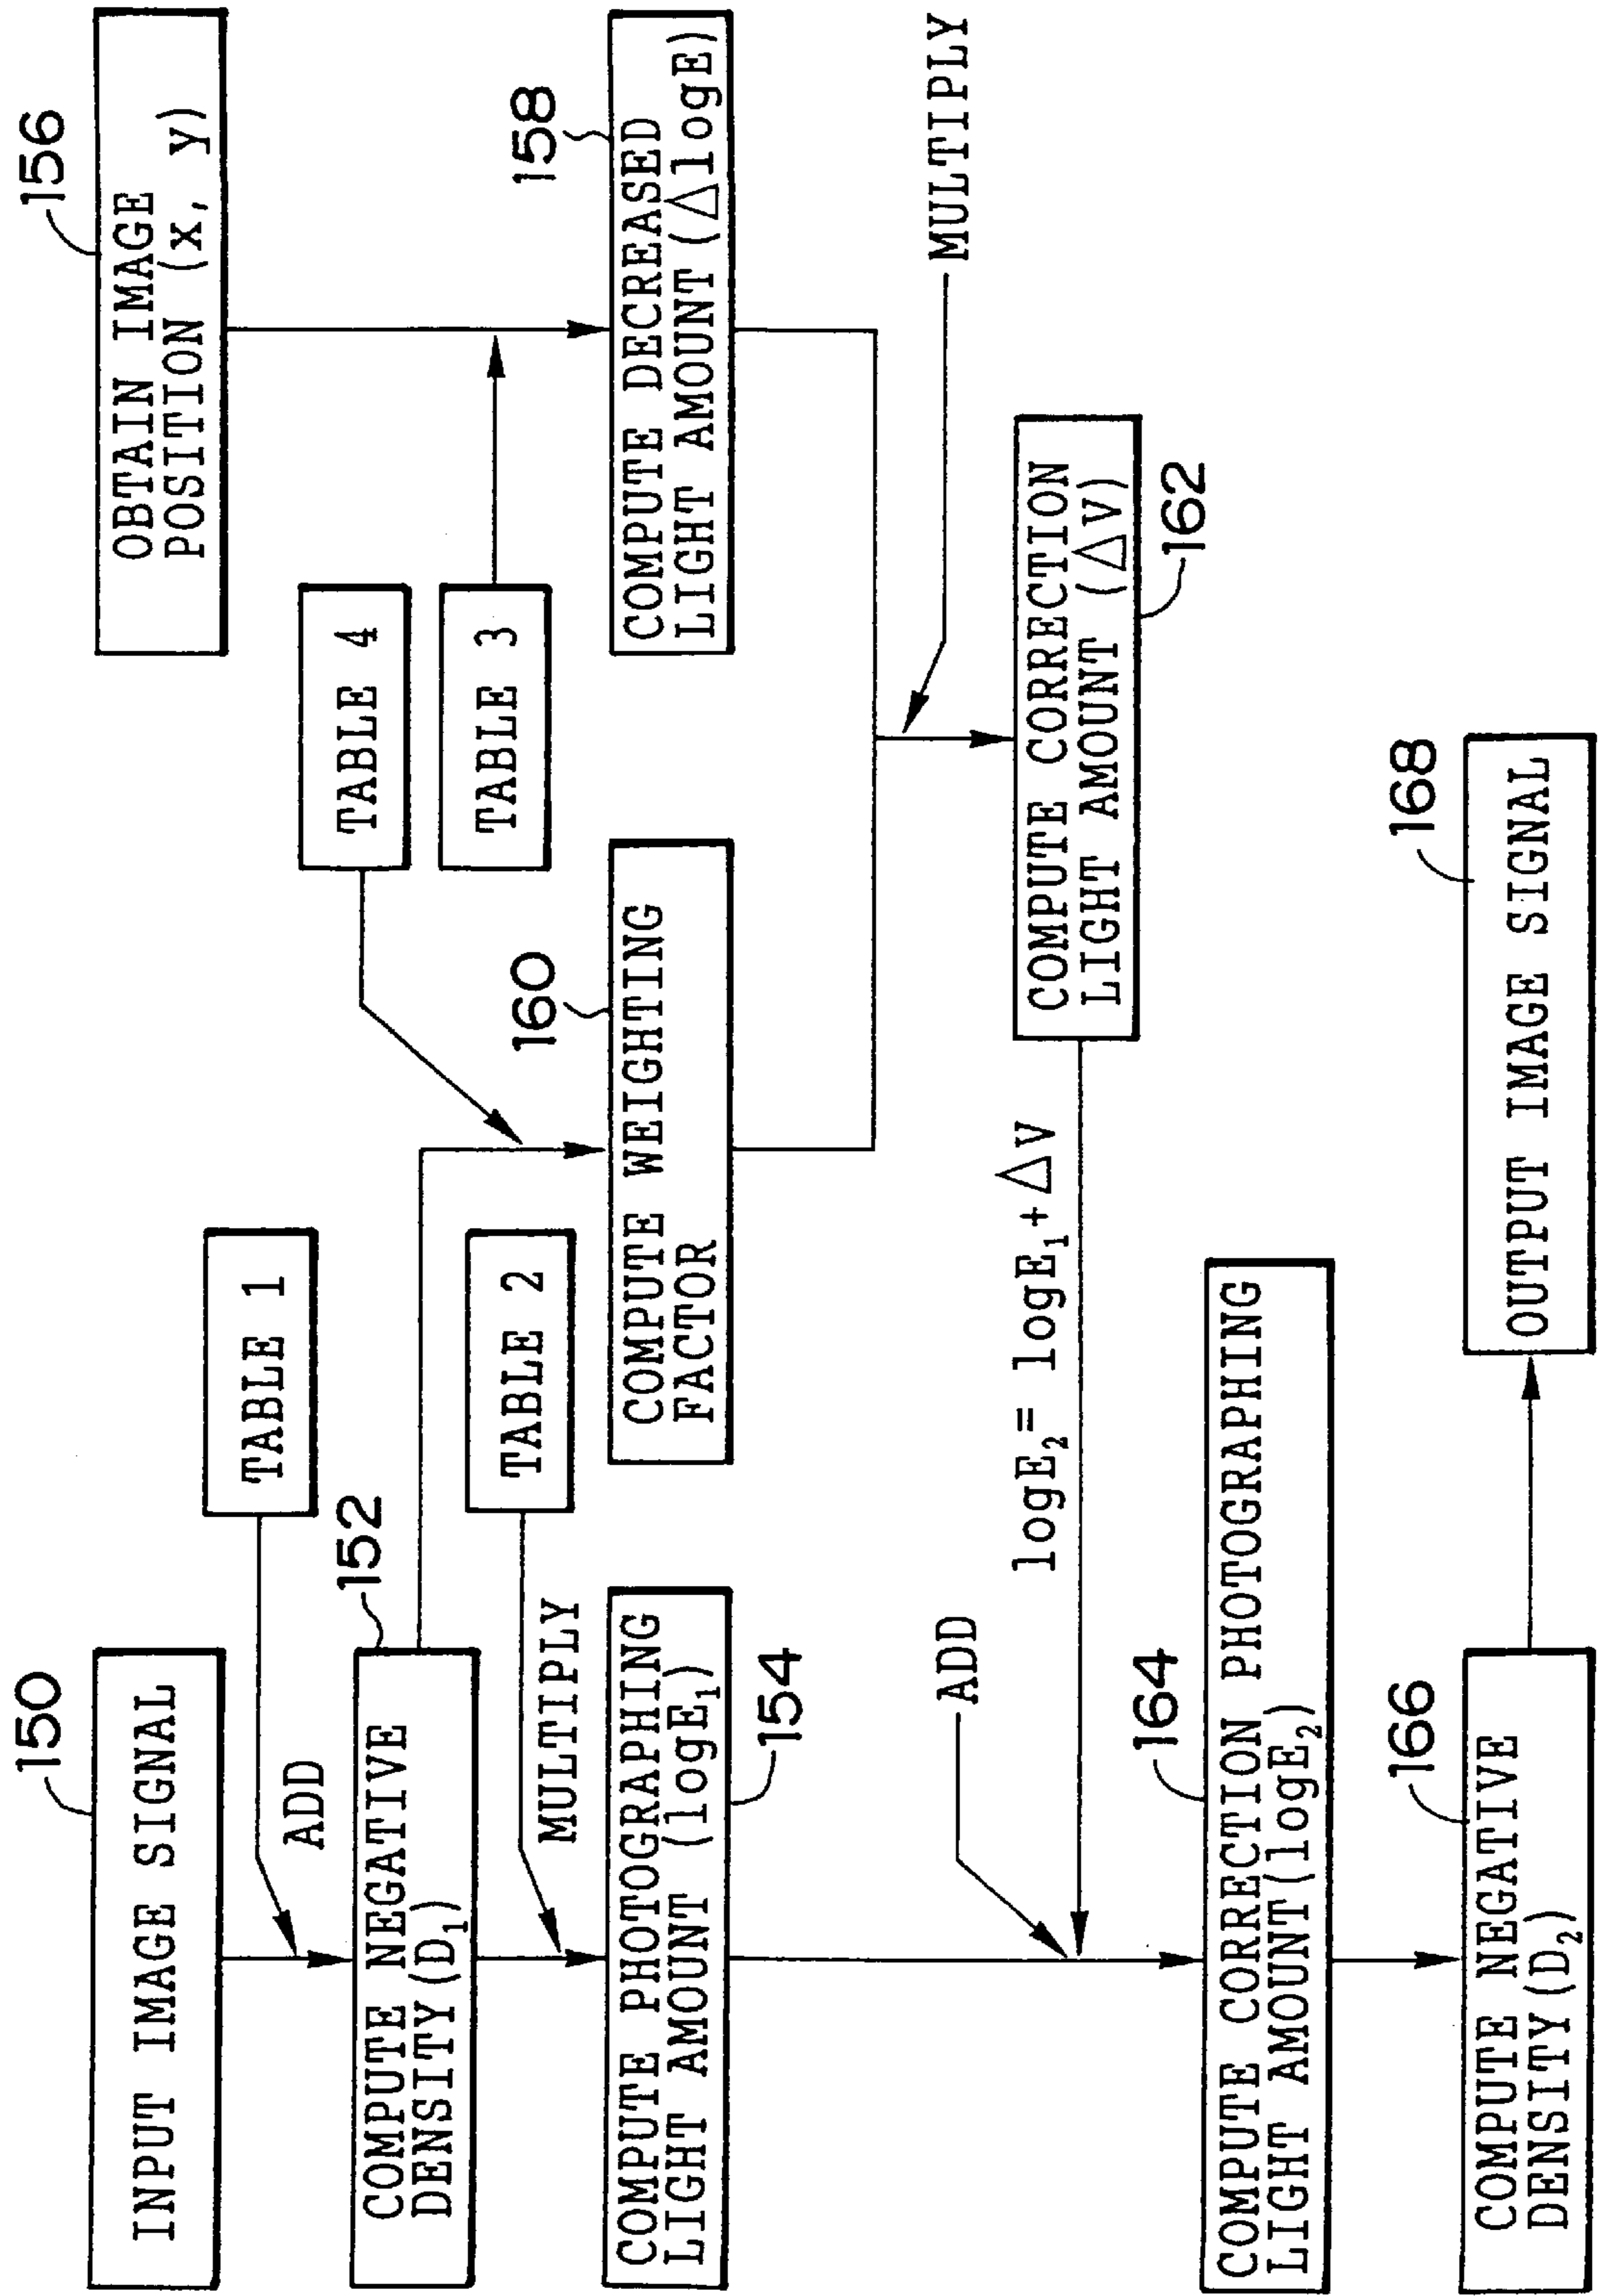 150
INPUT IMAGE SIGNAL
156
OBTAIN IMAGE
POSITION (x, y)
TABLE 1
ADD
152
COMPUTE NEGATIVE
DENSITY (D₁)
TABLE 4
TABLE 3
TABLE 2
MULTIPLY
COMPUTE PHOTOGRAPHING
LIGHT AMOUNT (logE₁)
154
160
COMPUTE WEIGHTING
FACTOR
158
COMPUTE DECREASED
LIGHT AMOUNT (△logE)
MULTIPLY
COMPUTE CORRECTION
LIGHT AMOUNT (△V)
162
logE₂ = logE₁ + △V
ADD
164
COMPUTE CORRECTION PHOTOGRAPHING
LIGHT AMOUNT (logE₂)
166
COMPUTE NEGATIVE
DENSITY (D₂)
168
OUTPUT IMAGE SIGNAL